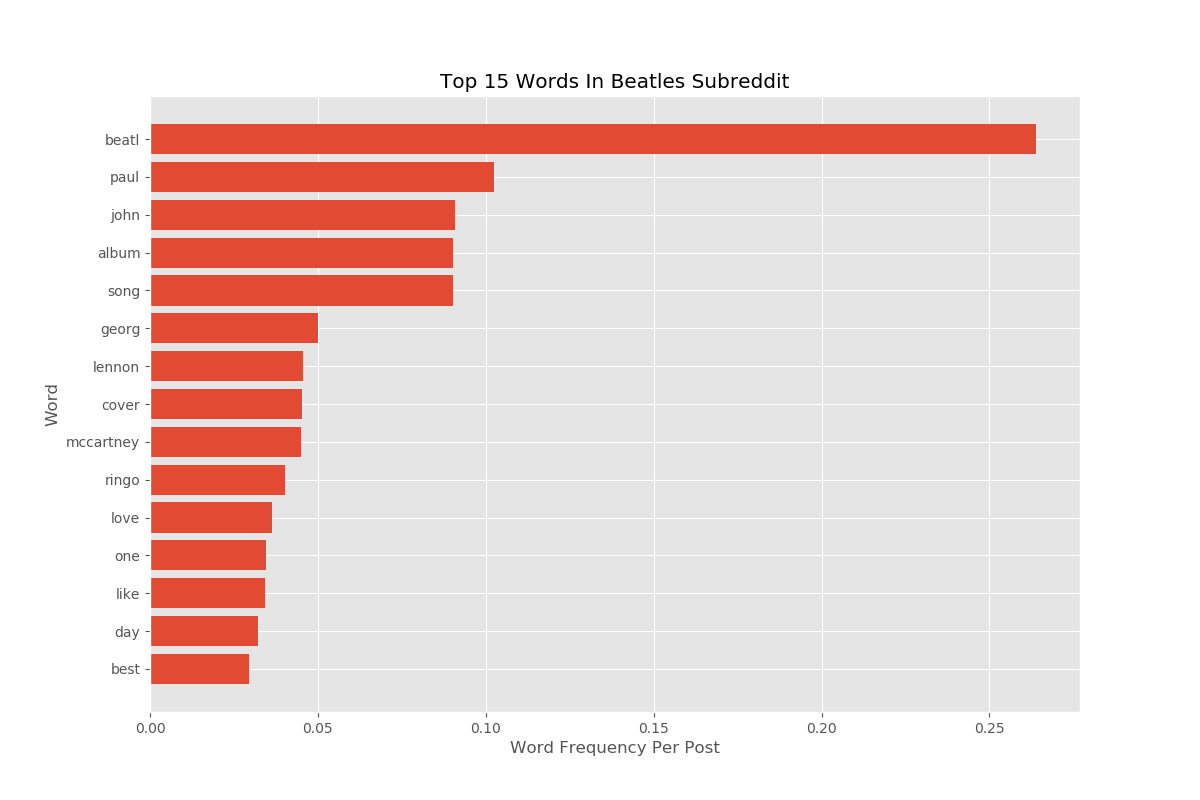 Top 15 Words In Beatles Subreddit
beatl
paul
john
album
song
georg
lennon
cover
mccartney
ringo
love
one
like
day
best
Word
0.00 0.05 0.10 0.15 0.20 0.25
Word Frequency Per Post